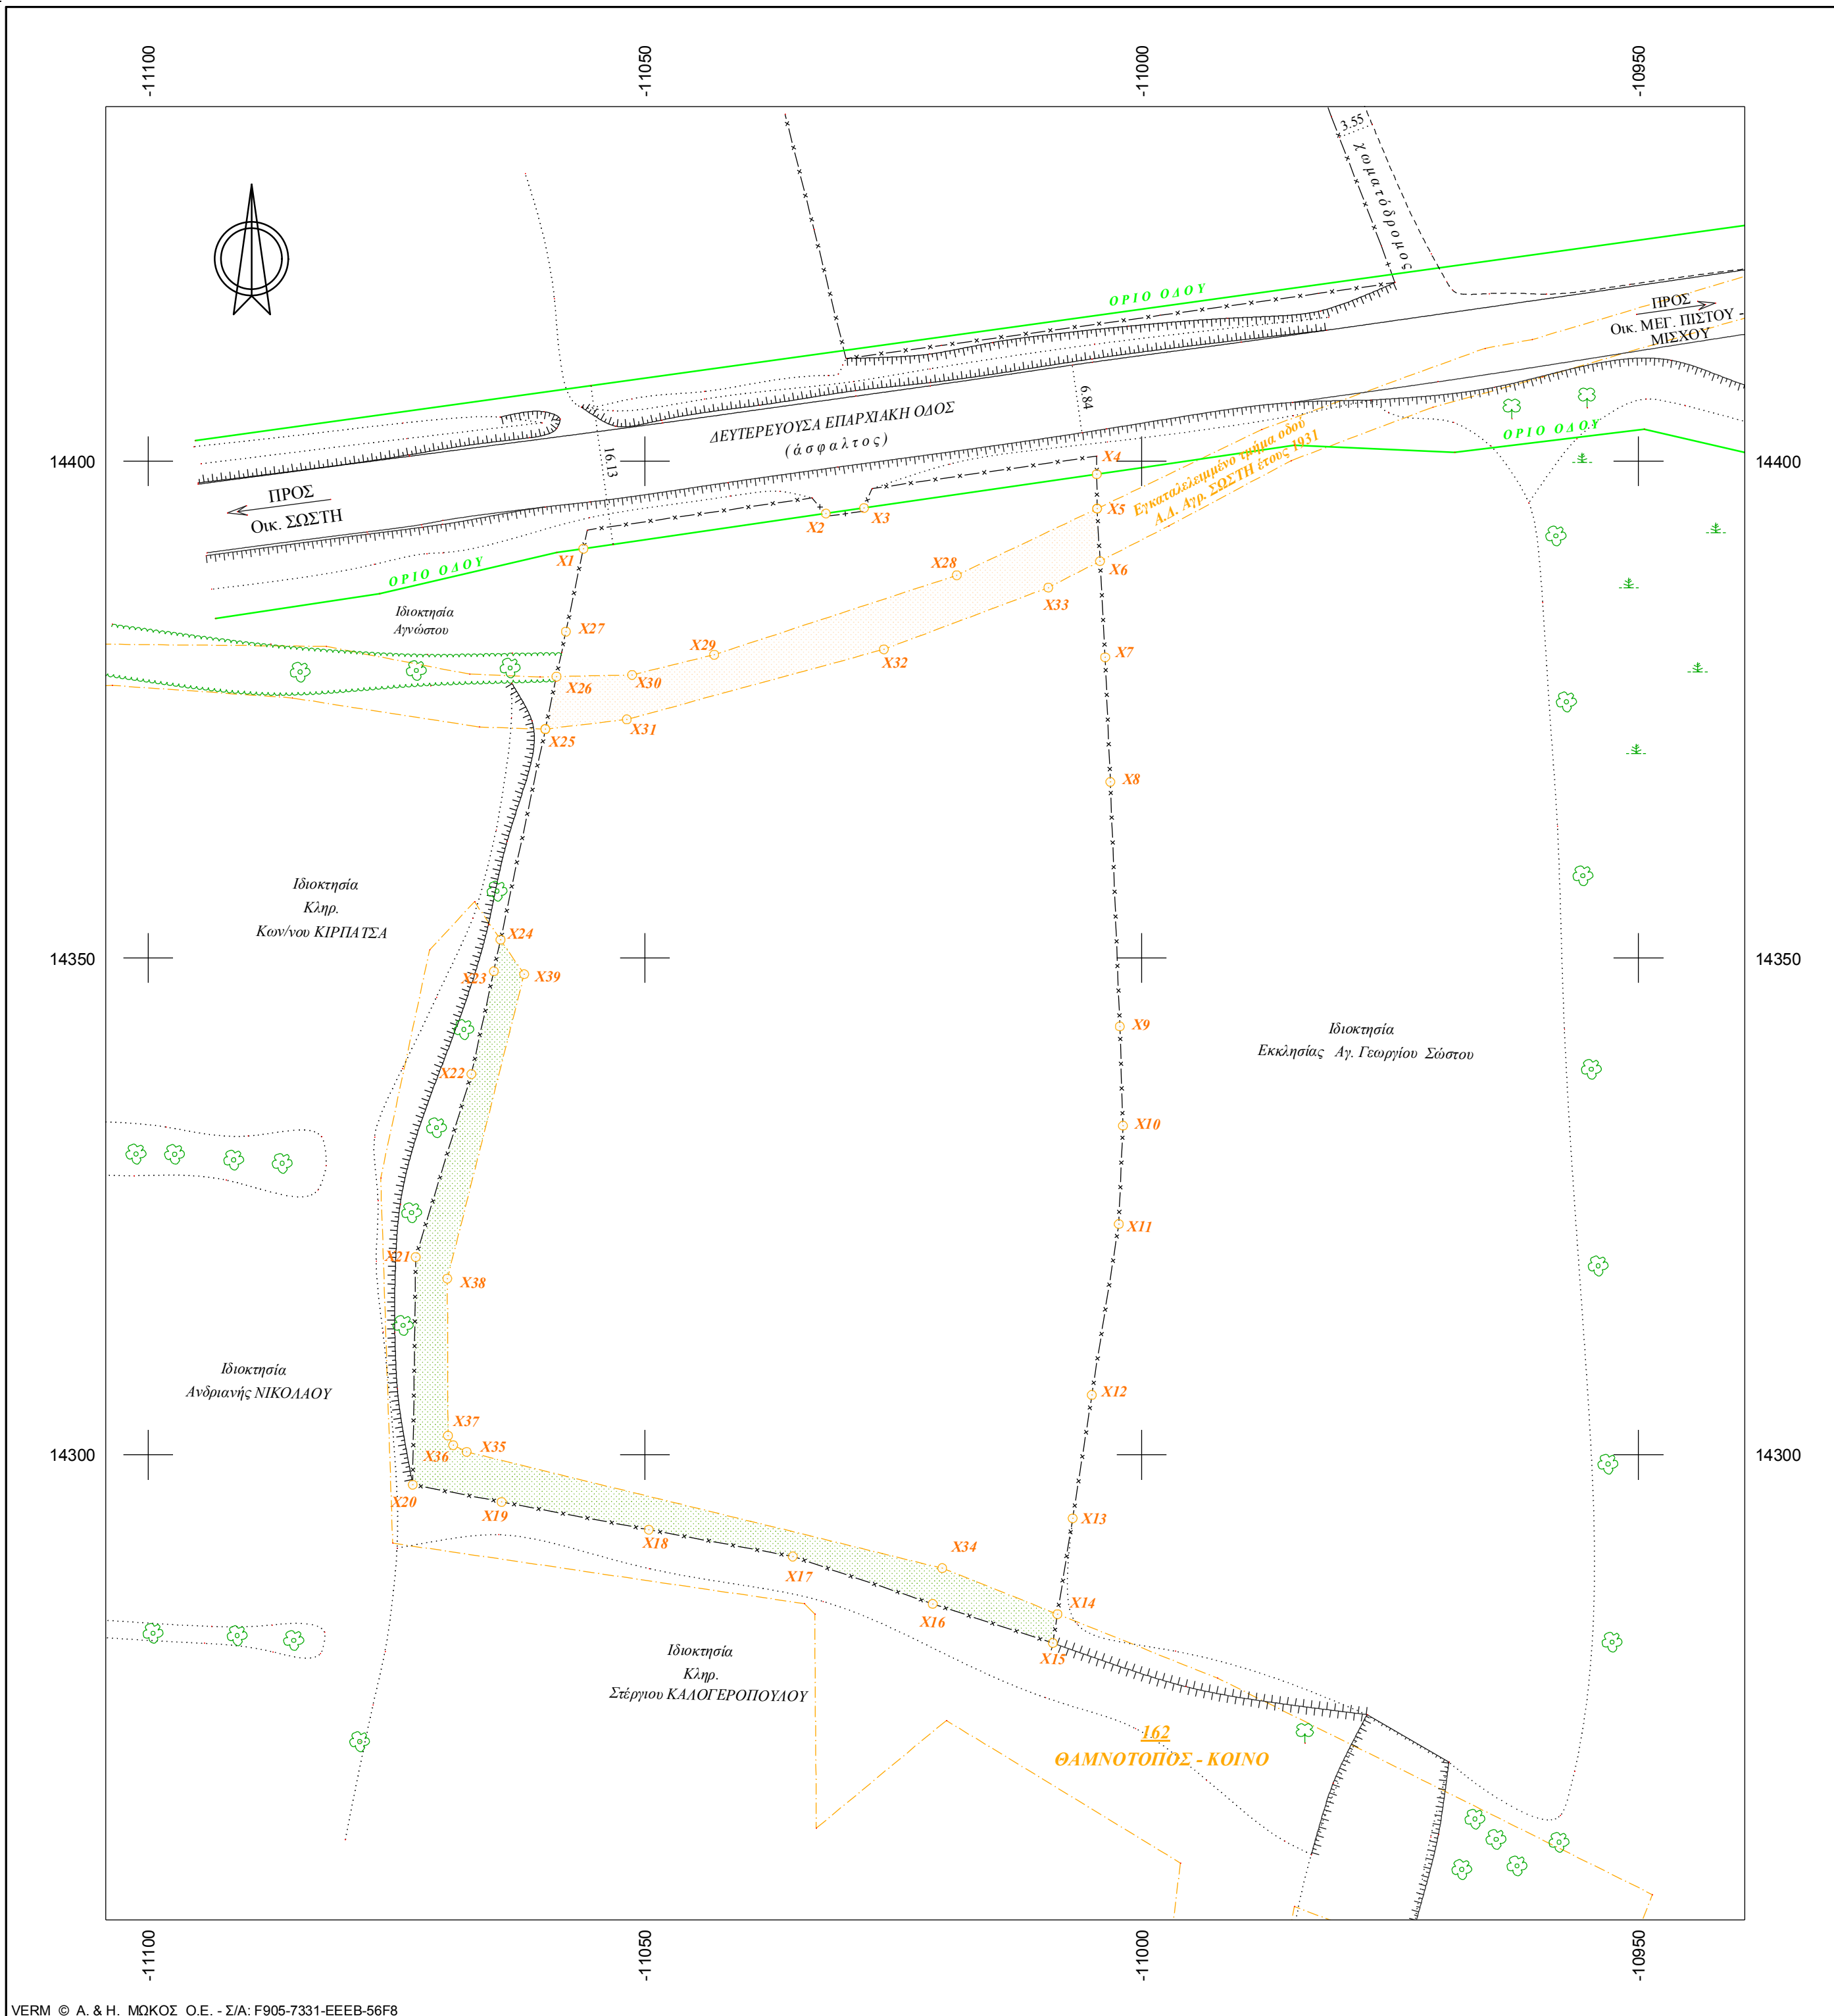 -11100
-11050
-11000
-10950
3.55
χωματόδρομος
ΟΡΙΟ ΟΔΟΥ
ΠΡΟΣ
Οικ. ΜΕΓ. ΠΙΣΤΟΥ -
ΜΙΣΧΟΥ
6.84
ΔΕΥΤΕΡΕΥΟΥΣΑ ΕΠΑΡΧΙΑΚΗ ΟΔΟΣ
(άσφαλτος)
ΟΡΙΟ ΟΔΟΥ
Εγκαταλελειμμένο τμήμα οδού
Α.Δ. Αγρ. ΣΩΣΤΗ έτους 1931
14400
14400
16.13
X4
ΠΡΟΣ
Οικ. ΣΩΣΤΗ
X2
X3
X5
X1
ΟΡΙΟ ΟΔΟΥ
X28
X6
X33
Ιδιοκτησία
Αγνώστου
X27
X29
X32
X7
X26
X30
X31
X25
X8
Ιδιοκτησία
Κληρ.
Κων/νου ΚΙΡΠΑΤΣΑ
X24
14350
14350
X23
X39
X9
Ιδιοκτησία
Εκκλησίας Αγ. Γεωργίου Σώστου
X22
X10
X11
X21
X38
Ιδιοκτησία
Ανδριανής ΝΙΚΟΛΑΟΥ
X12
X37
X36
X35
14300
14300
X20
X19
X18
X13
X17
X34
X16
X14
X15
Ιδιοκτησία
Κληρ.
Στέργιου ΚΑΛΟΓΕΡΟΠΟΥΛΟΥ
162
ΘΑΜΝΟΤΟΠΟΣ - ΚΟΙΝΟ
-11100
-11050
-11000
-10950
VERM © Α. & Η. ΜΩΚΟΣ Ο.Ε. - Σ/Α: F905-7331-EEEB-56F8